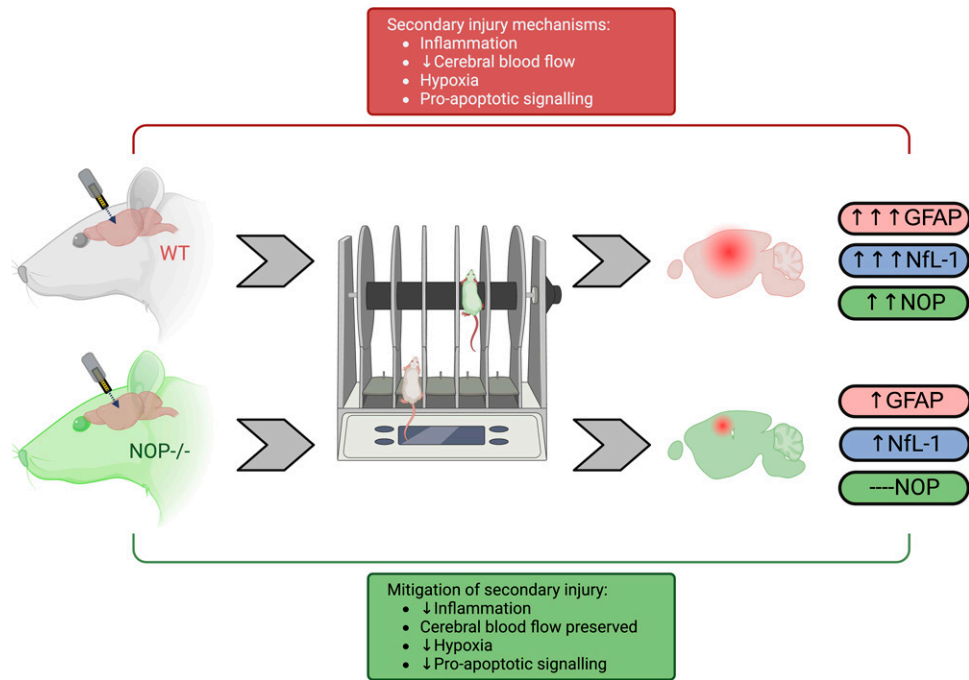 Secondary injury mechanisms:
• Inflammation
• ↓Cerebral blood flow
• Hypoxia
• Pro-apoptotic signalling
WT
↑↑↑GFAP
↑↑↑NfL-1
↑↑NOP
NOP-/-
↑GFAP
↑NfL-1
----NOP
Mitigation of secondary injury:
• ↓Inflammation
• Cerebral blood flow preserved
• ↓Hypoxia
• ↓Pro-apoptotic signalling